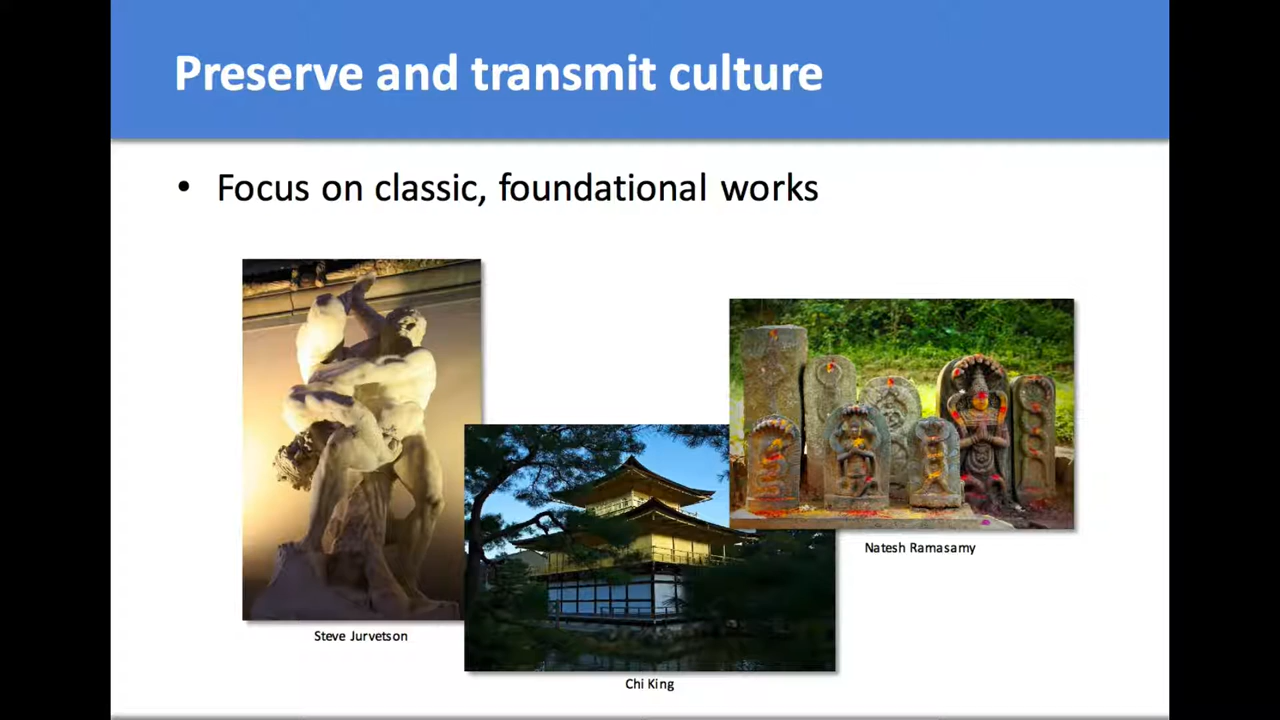 Preserve and transmit culture
• Focus on classic, foundational works
Steve Jurvetson
Natesh Ramasamy
Chi King